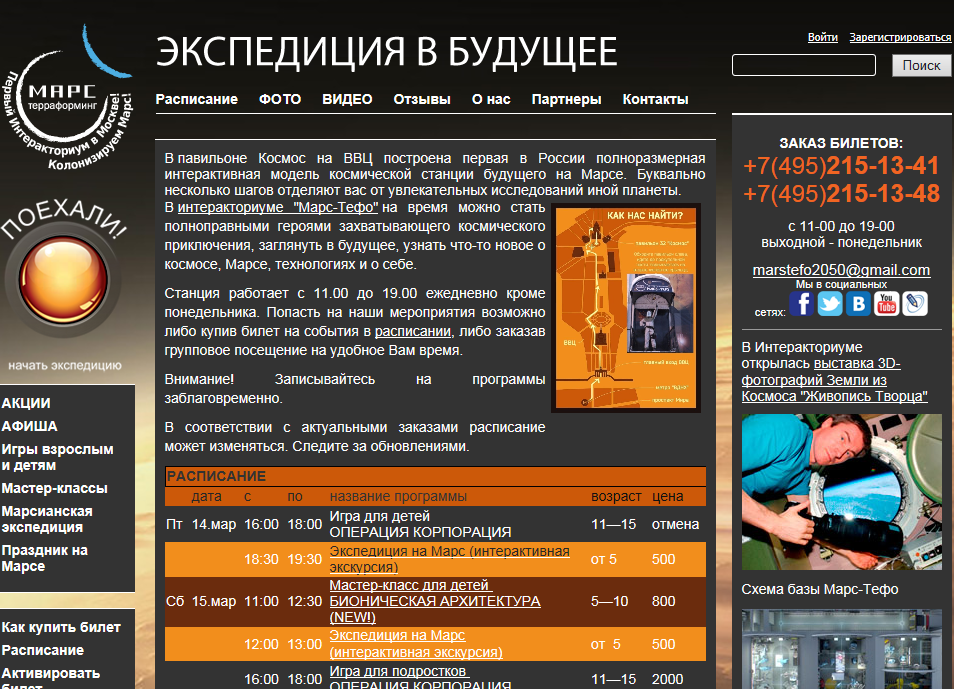 МАРС
терраформинг
Первый Интеракториум в Москве!
Колонизируем Марс!
ЭКСПЕДИЦИЯ В БУДУЩЕЕ
Войти Зарегистрироваться
Поиск
Расписание ФОТО ВИДЕО Отзывы О нас Партнеры Контакты
ПОЕХАЛИ!
начать экспедицию
АКЦИИ
АФИША
Игры взрослым
и детям
Мастер-классы
Марсианская
экспедиция
Праздник на
Марсе
Как купить билет
Расписание
Активировать
билет
В павильоне Космос на ВВЦ построена первая в России полноразмерная
интерактивная модель космической станции будущего на Марсе. Буквально
несколько шагов отделяют вас от увлекательных исследований иной планеты.
В интеракториуме "Марс-Тефо" на время можно стать
полноправными героями захватывающего космического
приключения, заглянуть в будущее, узнать что-то новое о
космосе, Марсе, технологиях и о себе.
Станция работает с 11.00 до 19.00 ежедневно кроме
понедельника. Попасть на наши мероприятия возможно
либо купив билет на события в расписании, либо заказав
групповое посещение на удобное Вам время.
Внимание! Записывайтесь на программы
заблаговременно.
В соответствии с актуальными заказами расписание
может изменяться. Следите за обновлениями.
КАК НАС НАЙТИ?
ВВЦ
РАСПИСАНИЕ
дата с по название программы возраст цена
Пт 14.мар 16:00 18:00 Игра для детей
ОПЕРАЦИЯ КОРПОРАЦИЯ 11—15 отмена
18:30 19:30 Экспедиция на Марс (интерактивная
экскурсия) от 5 500
Сб 15.мар 11:00 12:30 Мастер-класс для детей
БИОНИЧЕСКАЯ АРХИТЕКТУРА
(NEW!) 5—10 800
12:00 13:00 Экспедиция на Марс
(интерактивная экскурсия) от 5 500
16:00 18:00 Игра для подростков
ОПЕРАЦИЯ КОРПОРАЦИЯ 11—15 2000
ЗАКАЗ БИЛЕТОВ:
+7(495)215-13-41
+7(495)215-13-48
с 11-00 до 19-00
выходной - понедельник
marstefo2050@gmail.com
Мы в социальных
сетях:
You Tube
В Интеракториуме
открылась выставка 3D-
фотографий Земли из
Космоса "Живопись Творца"
Схема базы Марс-Тефо